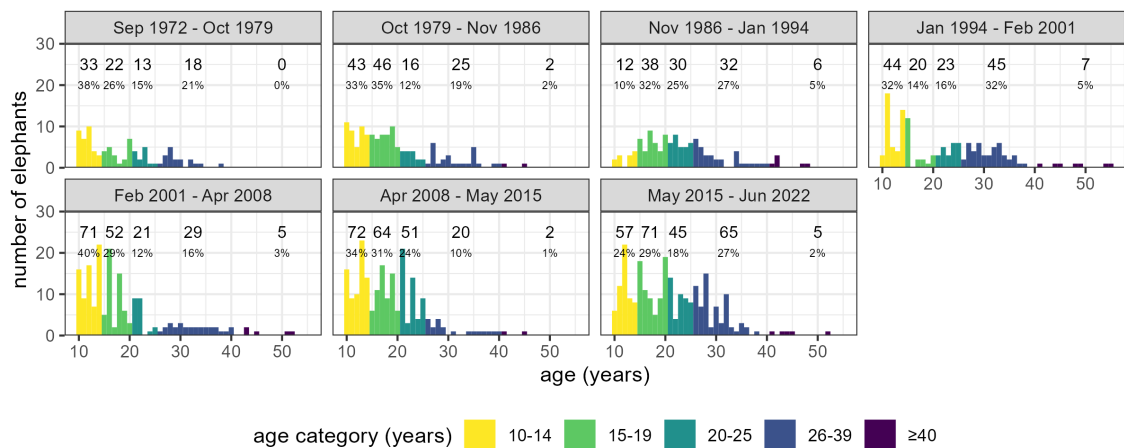 Sep 1972 - Oct 1979
Oct 1979 - Nov 1986
Nov 1986 - Jan 1994
Jan 1994 - Feb 2001
30
20
10
0
33 22 13 18 0
38% 26% 15% 21% 0%
43 46 16 25 2
33% 35% 12% 19% 2%
12 38 30 32 6
10% 32% 25% 27% 5%
44 20 23 45 7
32% 14% 16% 32% 5%
10 20 30 40 50
Feb 2001 - Apr 2008
Apr 2008 - May 2015
May 2015 - Jun 2022
30
20
10
0
71 52 21 29 5
40% 29% 12% 16% 3%
72 64 51 20 2
34% 31% 24% 10% 1%
57 71 45 65 5
24% 29% 18% 27% 2%
10 20 30 40 50
10 20 30 40 50
10 20 30 40 50
number of elephants
age (years)
age category (years) 10-14 15-19 20-25 26-39 ≥40